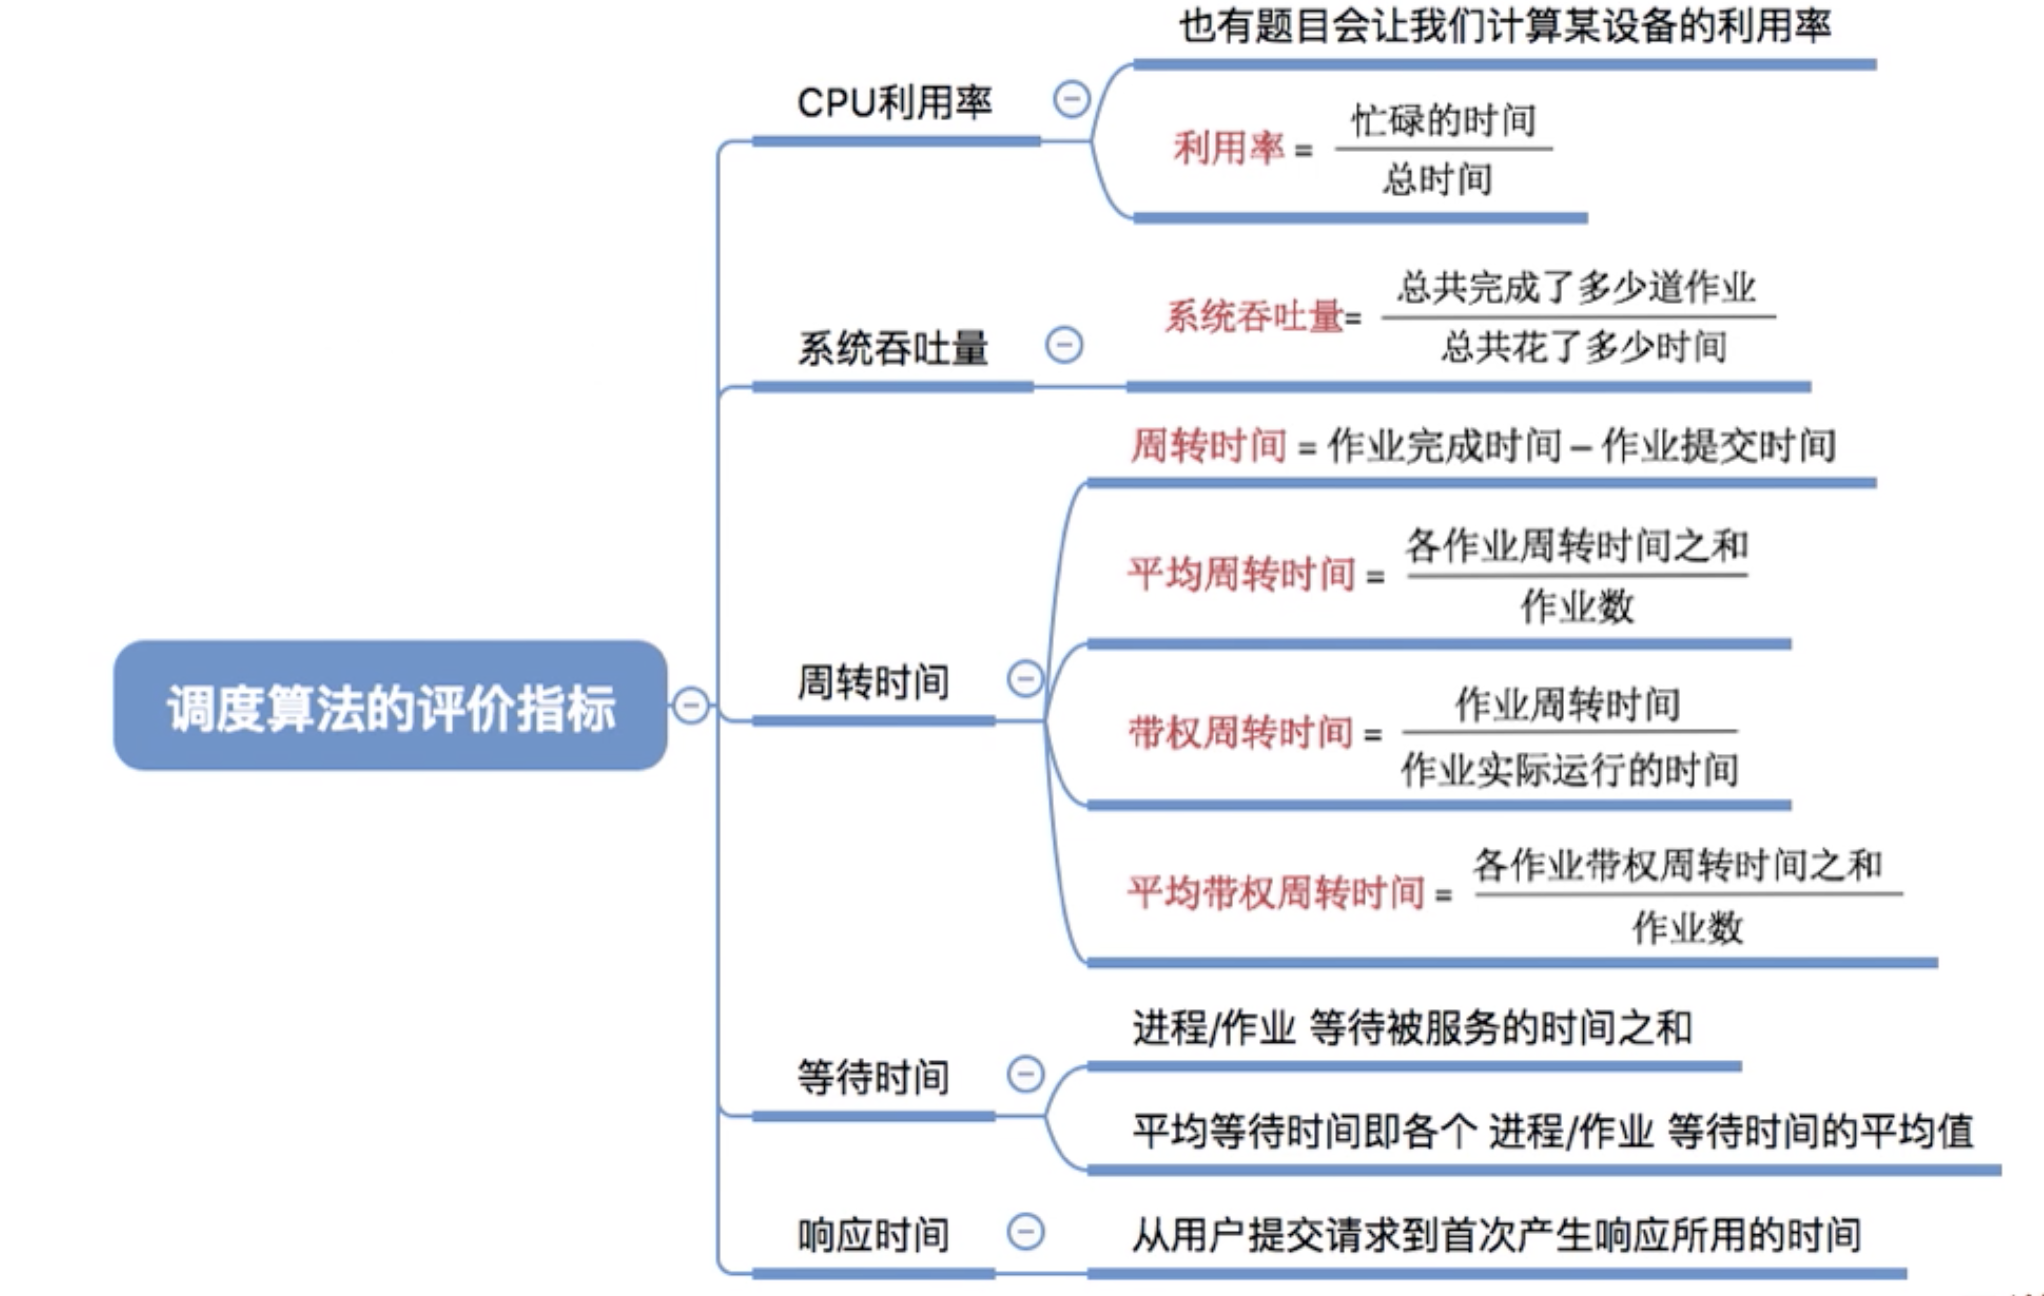 也有题目会让我们计算某设备的利用率
CPU利用率
利用率 = 忙碌的时间
总时间
系统吞吐量
系统吞吐量= 总共完成了多少道作业
总共花了多少时间
周转时间 = 作业完成时间 – 作业提交时间
平均周转时间 = 各作业周转时间之和
作业数
调度算法的评价指标
周转时间
带权周转时间 = 作业周转时间
作业实际运行的时间
平均带权周转时间 = 各作业带权周转时间之和
作业数
等待时间
进程/作业 等待被服务的时间之和
平均等待时间即各个 进程/作业 等待时间的平均值
响应时间
从用户提交请求到首次产生响应所用的时间